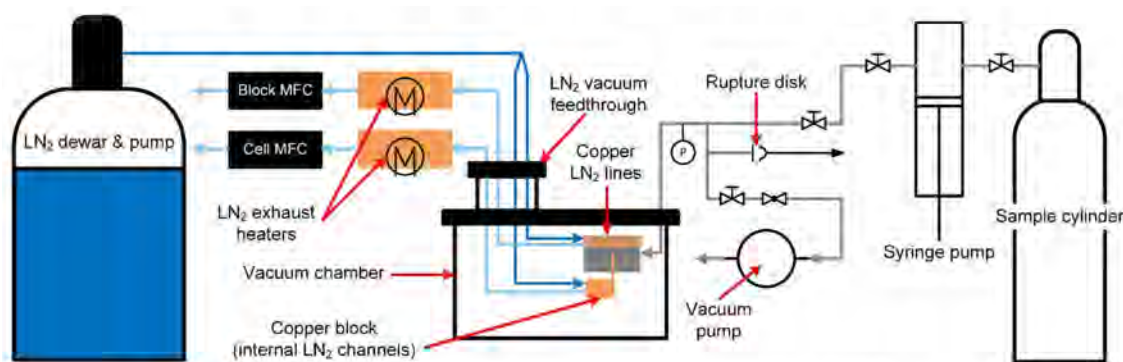 LN₂ dewar & pump
Block MFC
Cell MFC
LN₂ exhaust
heaters
Vacuum chamber
Copper block
(internal LN₂ channels)
LN₂ vacuum
feedthrough
Copper
LN₂ lines
Rupture disk
P
Vacuum
pump
Syringe pump
Sample cylinder
M
M